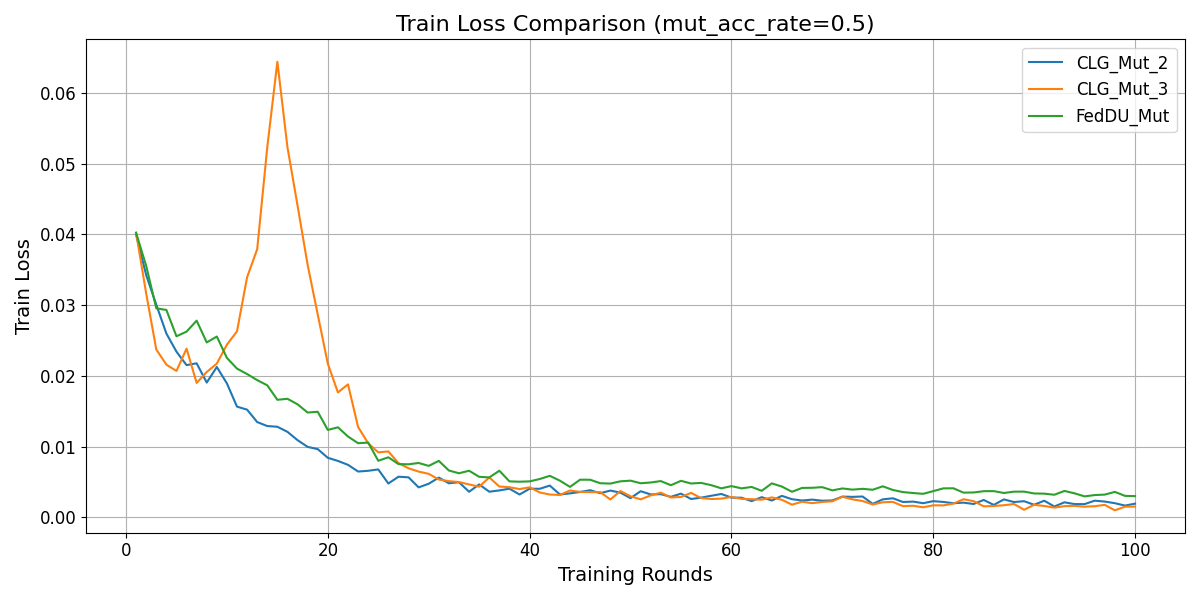 Train Loss Comparison (mut_acc_rate=0.5)
CLG_Mut_2
CLG_Mut_3
FedDU_Mut
Train Loss
0.06
0.05
0.04
0.03
0.02
0.01
0.00
0 20 40 60 80 100
Training Rounds